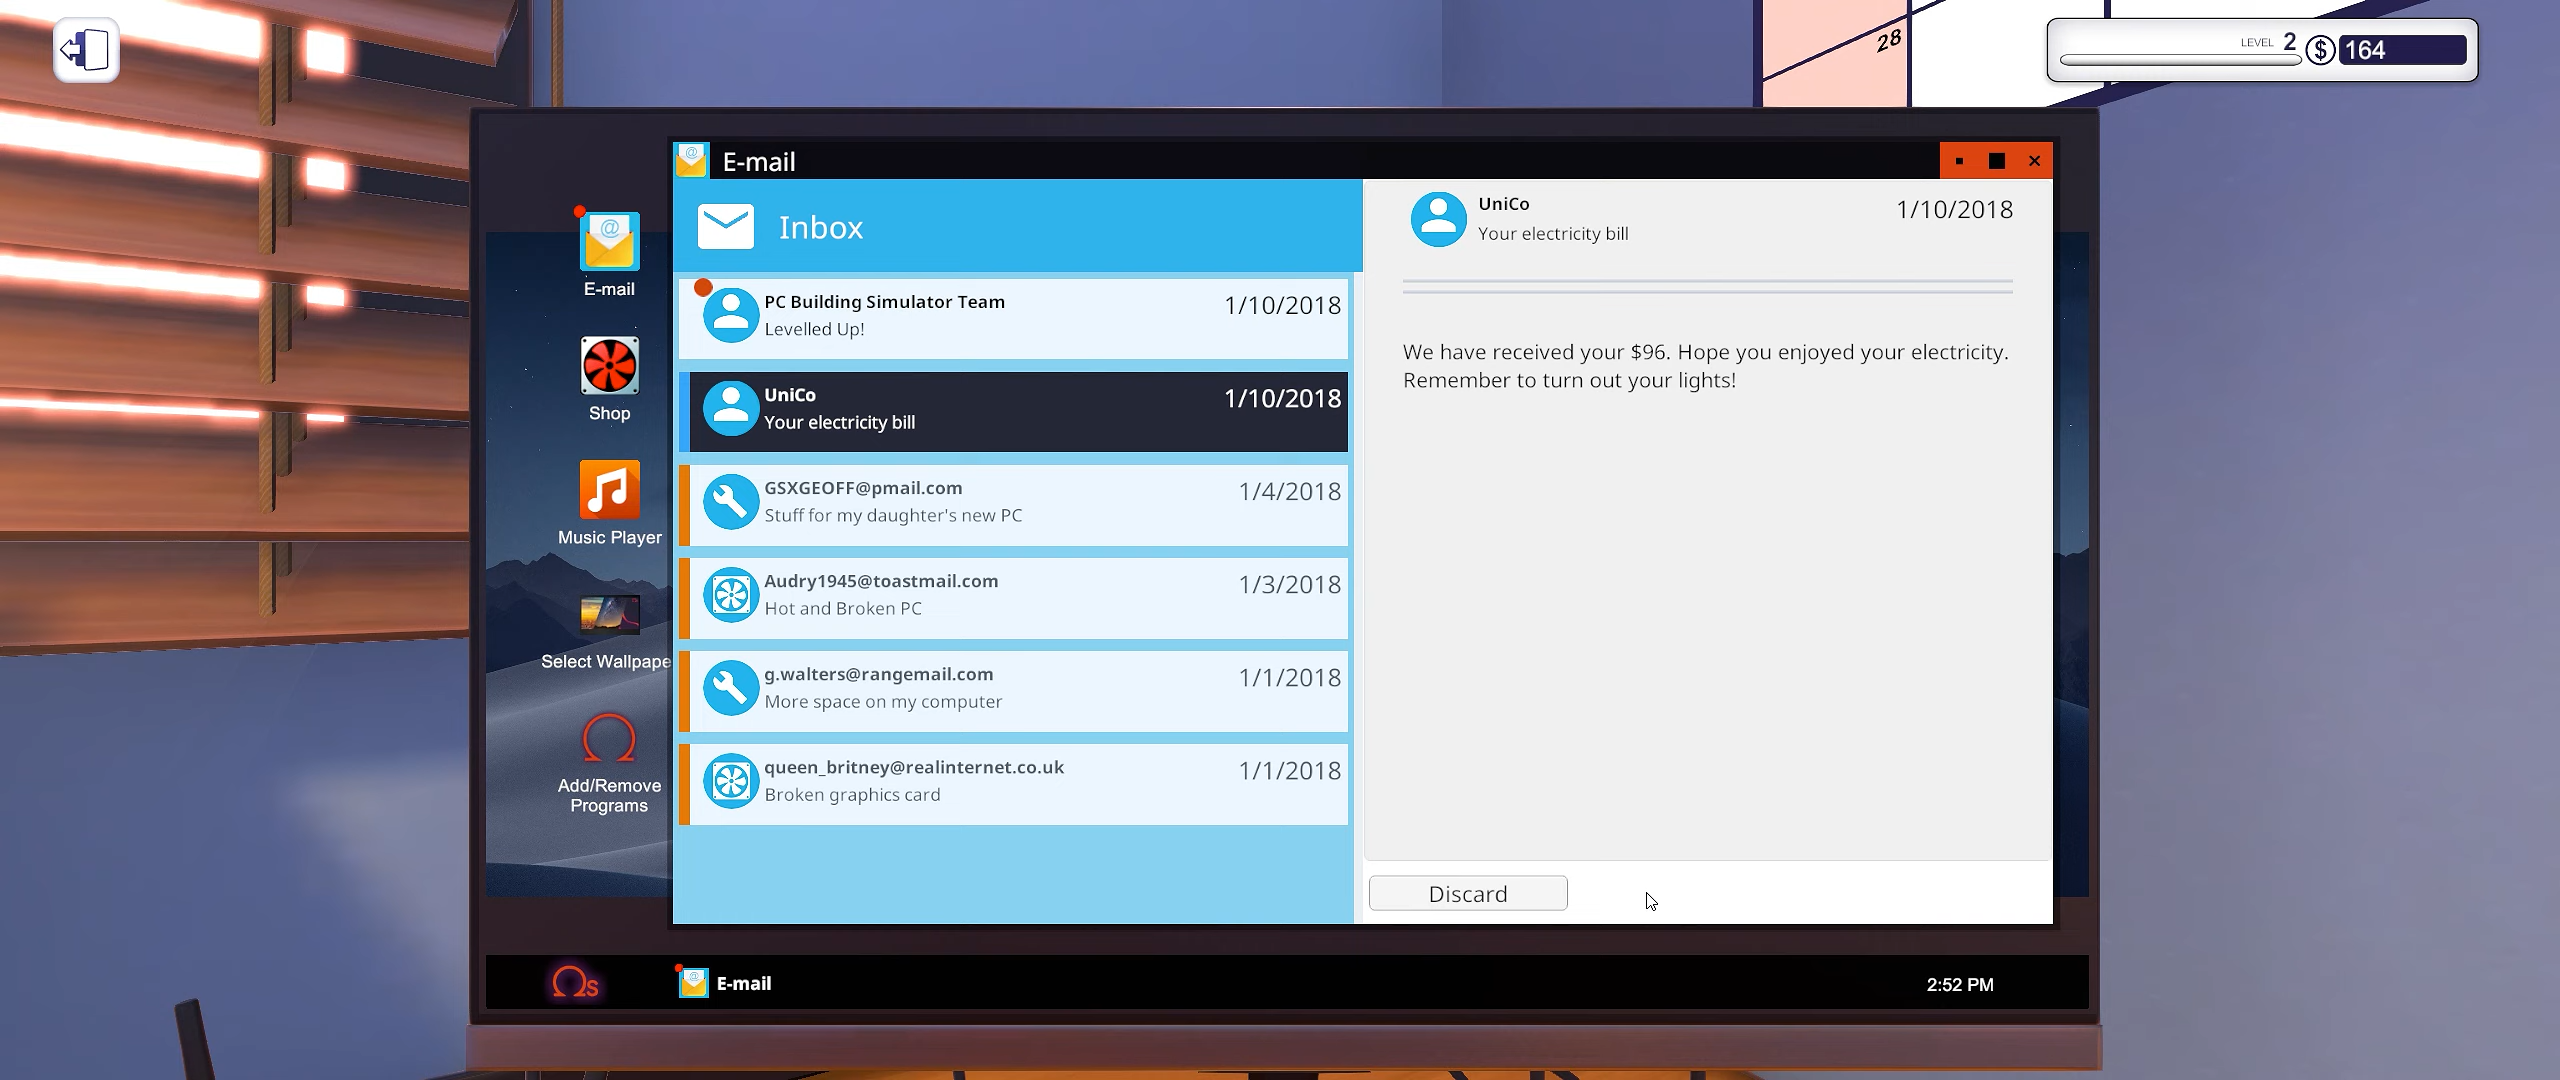 28
LEVEL 2 $ 164
E-mail
Inbox
PC Building Simulator Team
1/10/2018
Levelled Up!
UniCo
1/10/2018
Your electricity bill
GSXGEOFF@pmail.com
1/4/2018
Stuff for my daughter's new PC
Audry1945@toastmail.com
1/3/2018
Hot and Broken PC
g.walters@rangemail.com
1/1/2018
More space on my computer
queen_britney@realinternet.co.uk
1/1/2018
Broken graphics card
UniCo
1/10/2018
Your electricity bill
We have received your $96. Hope you enjoyed your electricity.
Remember to turn out your lights!
Discard
E-mail
Shop
Music Player
Select Wallpape
Add/Remove
Programs
Ωs
E-mail
2:52 PM